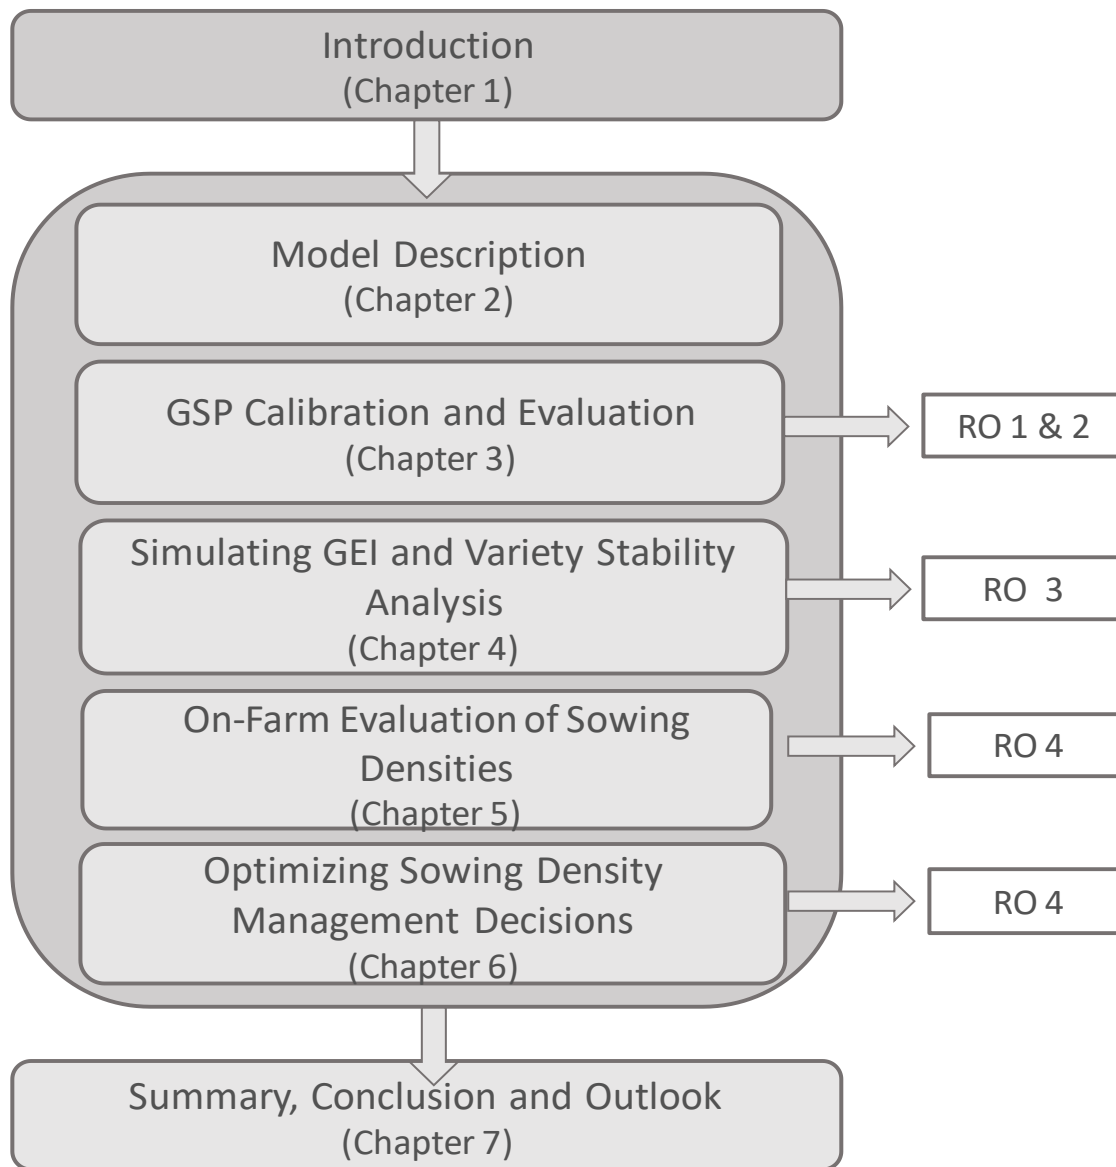 Introduction
(Chapter 1)
Model Description
(Chapter 2)
GSP Calibration and Evaluation
(Chapter 3)
RO 1 & 2
Simulating GEI and Variety Stability
Analysis
(Chapter 4)
RO 3
On-Farm Evaluation of Sowing
Densities
(Chapter 5)
RO 4
Optimizing Sowing Density
Management Decisions
(Chapter 6)
RO 4
Summary, Conclusion and Outlook
(Chapter 7)